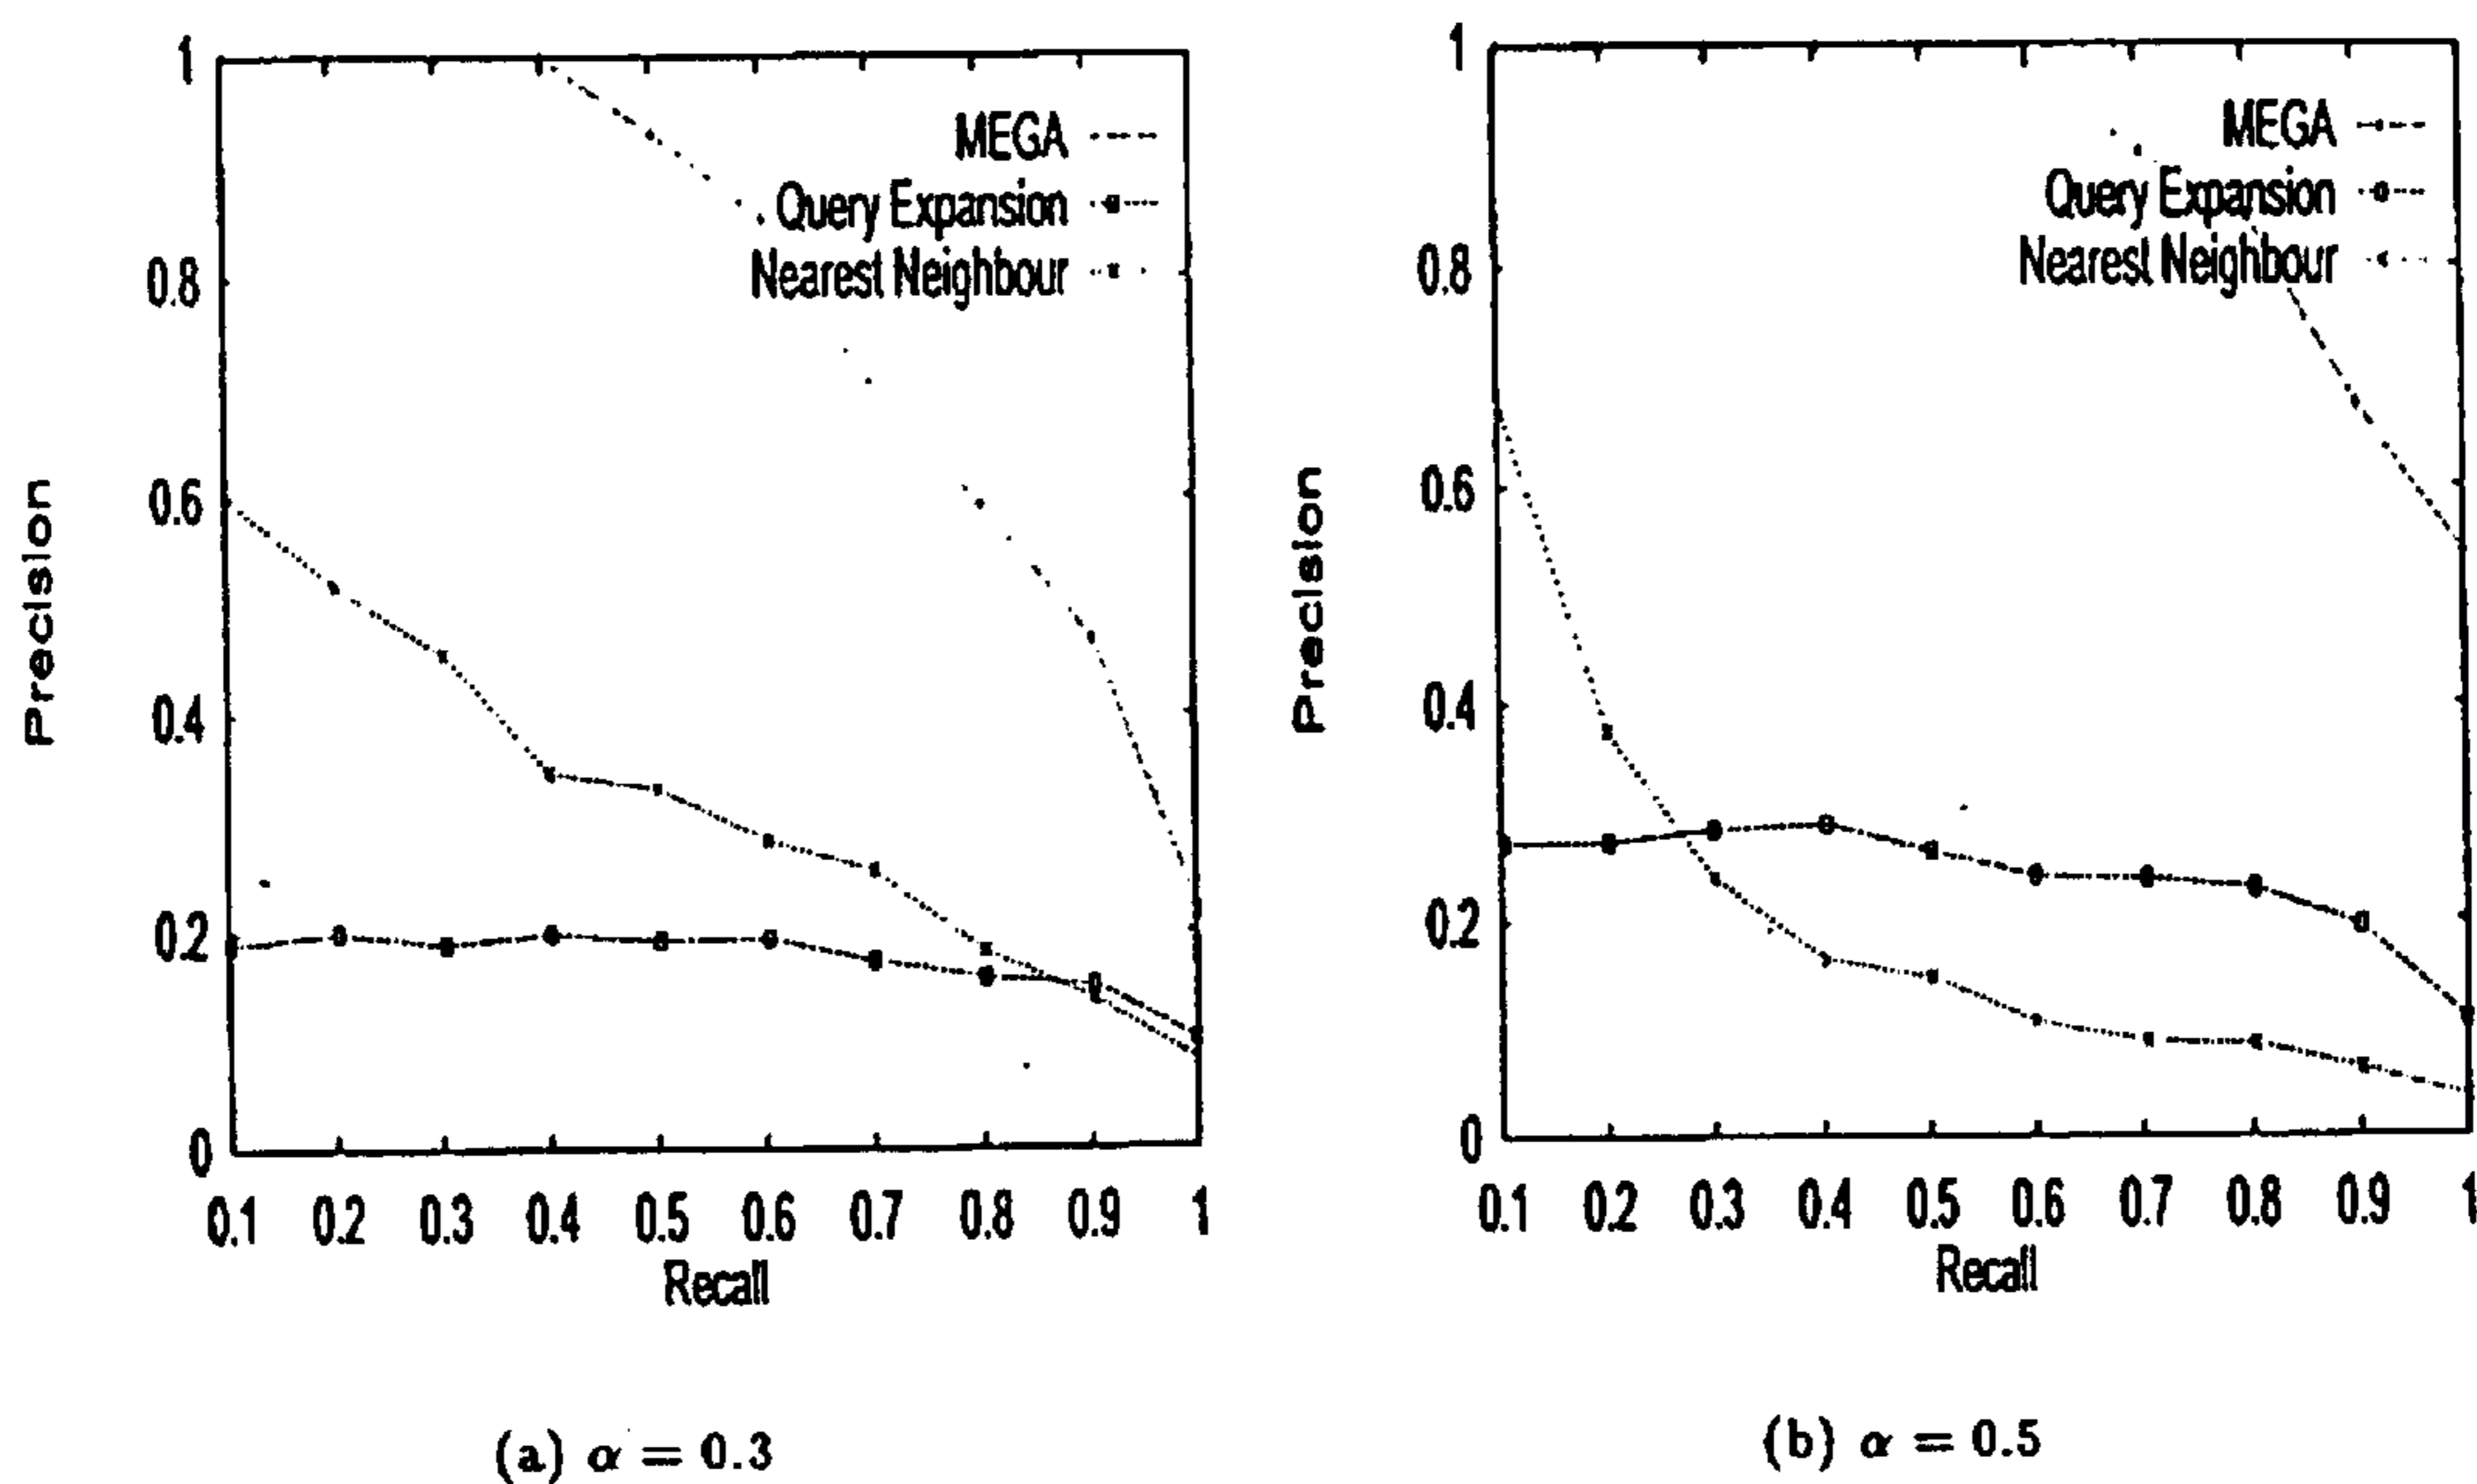 1
MEGA
Query Expansion
Nearest Neighbour
0.8
0.6
0.4
0.2
0
Precision
0.1 0.2 0.3 0.4 0.5 0.6 0.7 0.8 0.9 1
Recall
(a) α = 0.3
1
MEGA
Query Expansion
Nearest Neighbour
0.8
0.6
0.4
0.2
0
Precision
0.1 0.2 0.3 0.4 0.5 0.6 0.7 0.8 0.9 1
Recall
(b) α = 0.5